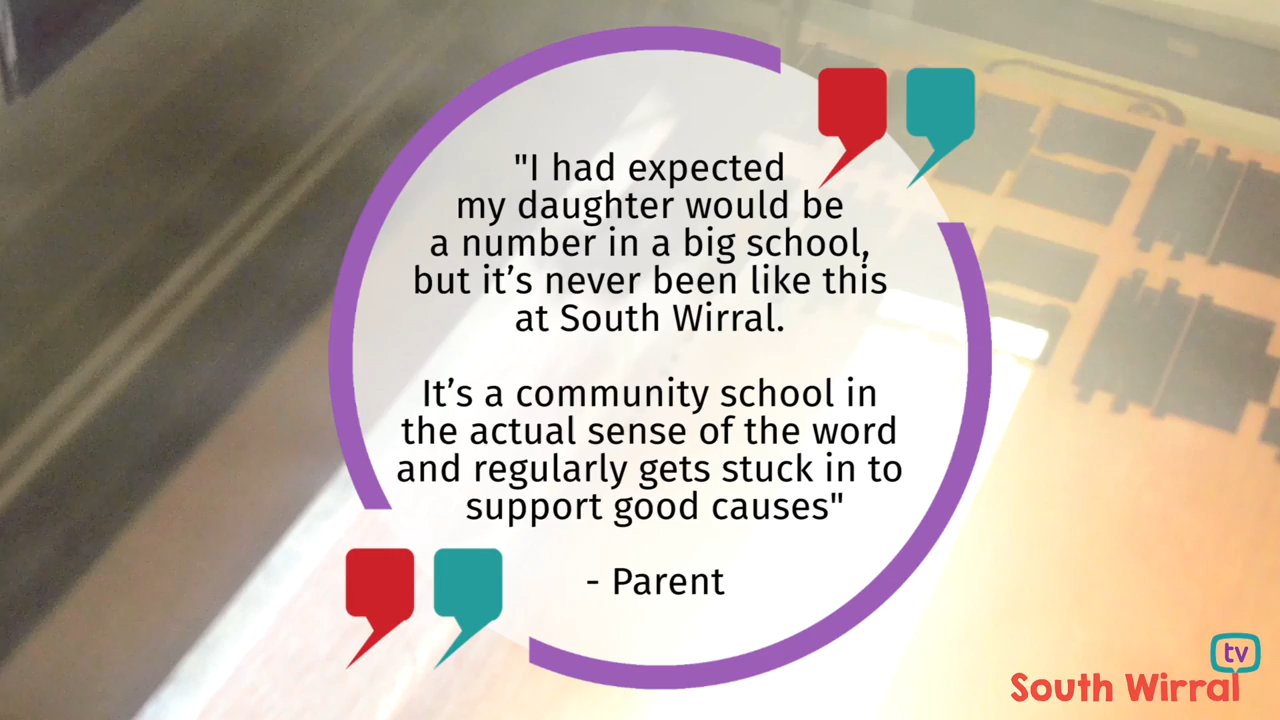 "I had expected
my daughter would be
a number in a big school,
but it’s never been like this
at South Wirral.
It’s a community school in
the actual sense of the word
and regularly gets stuck in to
support good causes"
- Parent
tv
South Wirral